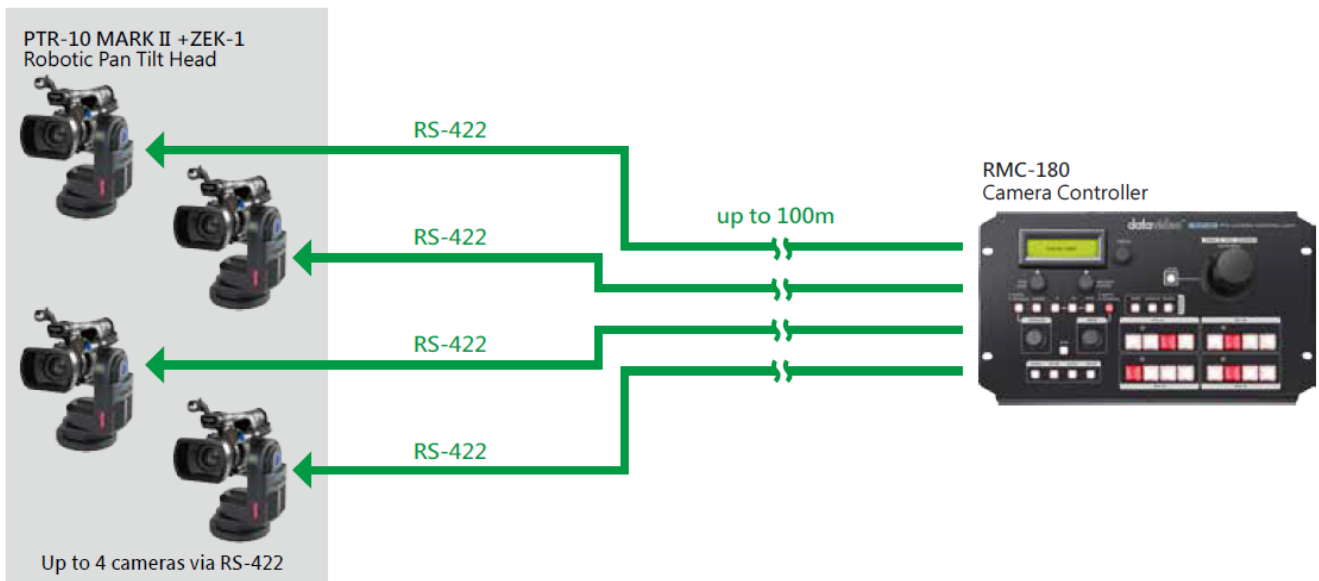 PTR-10 MARK II +ZEK-1
Robotic Pan Tilt Head
RS-422
RS-422
RS-422
RS-422
up to 100m
RMC-180
Camera Controller
datavideo
Up to 4 cameras via RS-422